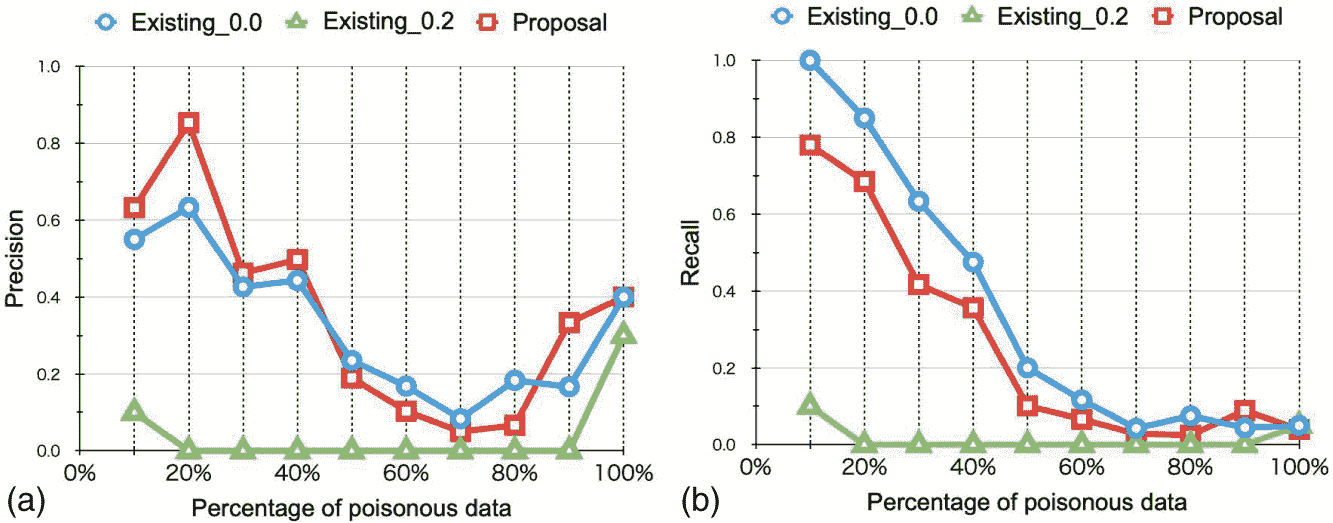 Existing_0.0 Existing_0.2 Proposal
1.0
0.8
0.6
0.4
0.2
0.0
Precision
0% 20% 40% 60% 80% 100%
Percentage of poisonous data
(a)
Existing_0.0 Existing_0.2 Proposal
1.0
0.8
0.6
0.4
0.2
0.0
Recall
0% 20% 40% 60% 80% 100%
Percentage of poisonous data
(b)